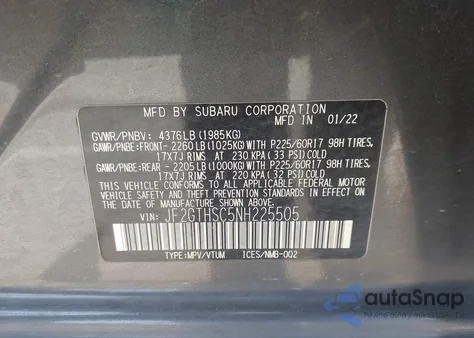 MFD BY SUBARU CORPORATION
GVWR/PNBV: 4376LB(1985KG) MFD IN 01/22
GAWR/PNBE:FRONT- 2260LB(1025KG)WITH P225/60R17 98H TIRES,
17X7J RIMS AT 230 KPA(33 PSI)COLD
GAWR/PNBE:REAR - 2205LB(1000KG)WITH P225/60R17 98H TIRES,
17X7J RIMS AT 220 KPA(32 PSI)COLD
THIS VEHICLE CONFORMS TO ALL APPLICABLE U.S. FEDERAL MOTOR VEHICLE SAFETY,
BUMPER, AND THEFT PREVENTION STANDARDS IN EFFECT ON THE DATE OF MANUFACTURE SHOWN ABOVE.
VIN: JF2GTHSC5NH225505
TYPE:MPV/VTUM ICES/NMB-002
autoSnap